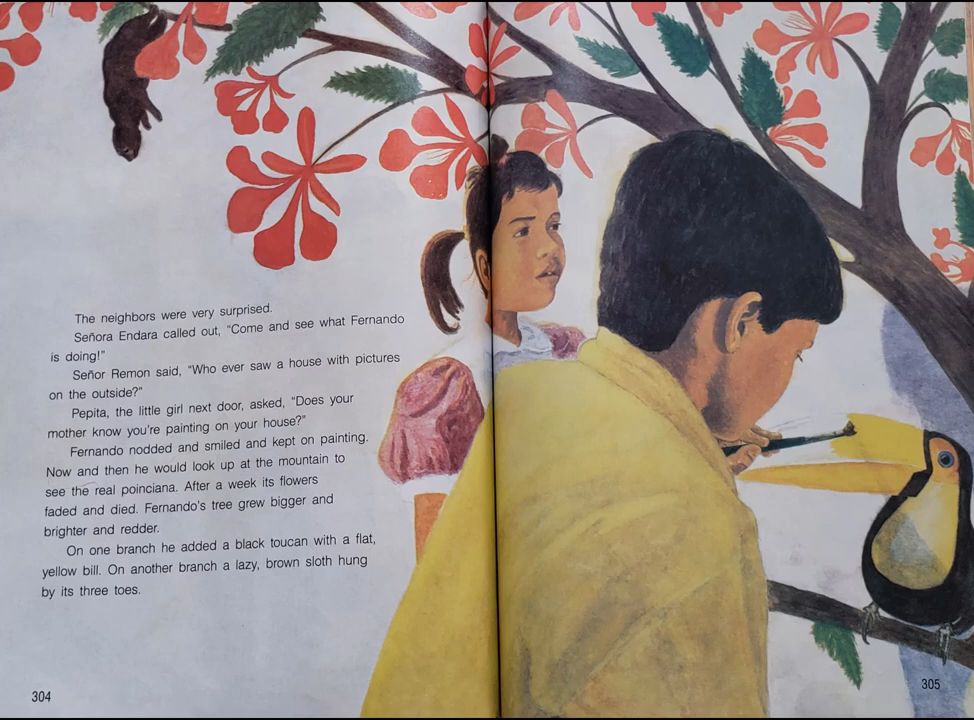 The neighbors were very surprised.
Señora Endara called out, “Come and see what Fernando
is doing!”
Señor Remon said, “Who ever saw a house with pictures
on the outside?”
Pepita, the little girl next door, asked, “Does your
mother know you're painting on your house?”
Fernando nodded and smiled and kept on painting.
Now and then he would look up at the mountain to
see the real poinciana. After a week its flowers
faded and died. Fernando's tree grew bigger and
brighter and redder.
On one branch he added a black toucan with a flat,
yellow bill. On another branch a lazy, brown sloth hung
by its three toes.
304
305